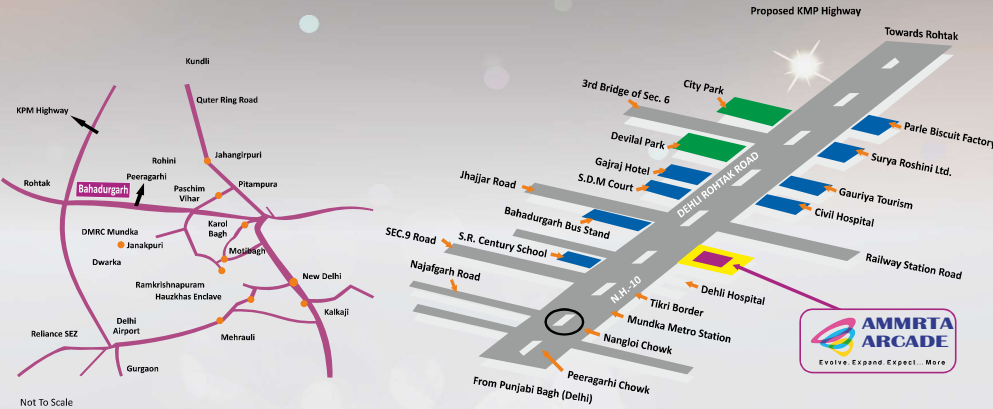 Kundli
KPM Highway
Quter Ring Road
Rohini
Jahangirpuri
Rohtak
Bahadurgarh
Peeragarhi
Paschim
Vihar
Pitampura
DMRC Mundka
Janakpuri
Karol
Bagh
Motibagh
Dwarka
Ramkrishnapuram
Hauzkhas Enclave
New Delhi
Kalkaji
Reliance SEZ
Delhi
Airport
Mehrauli
Gurgaon
Not To Scale
Proposed KMP Highway
Towards Rohtak
City Park
3rd Bridge of Sec. 6
Parle Biscuit Factory
Devilal Park
Surya Roshini Ltd.
Gajraj Hotel
S.D.M Court
Jhajjar Road
DEHLI ROHTAK ROAD
Gauriya Tourism
Civil Hospital
Bahadurgarh Bus Stand
SEC.9 Road
S.R. Century School
Railway Station Road
Najafgarh Road
Dehli Hospital
N.H.-10
Tikri Border
Mundka Metro Station
Nangloi Chowk
Peeragarhi Chowk
From Punjabi Bagh (Delhi)
AMMRTA
ARCADE
Evolve.Expand.Expect...More